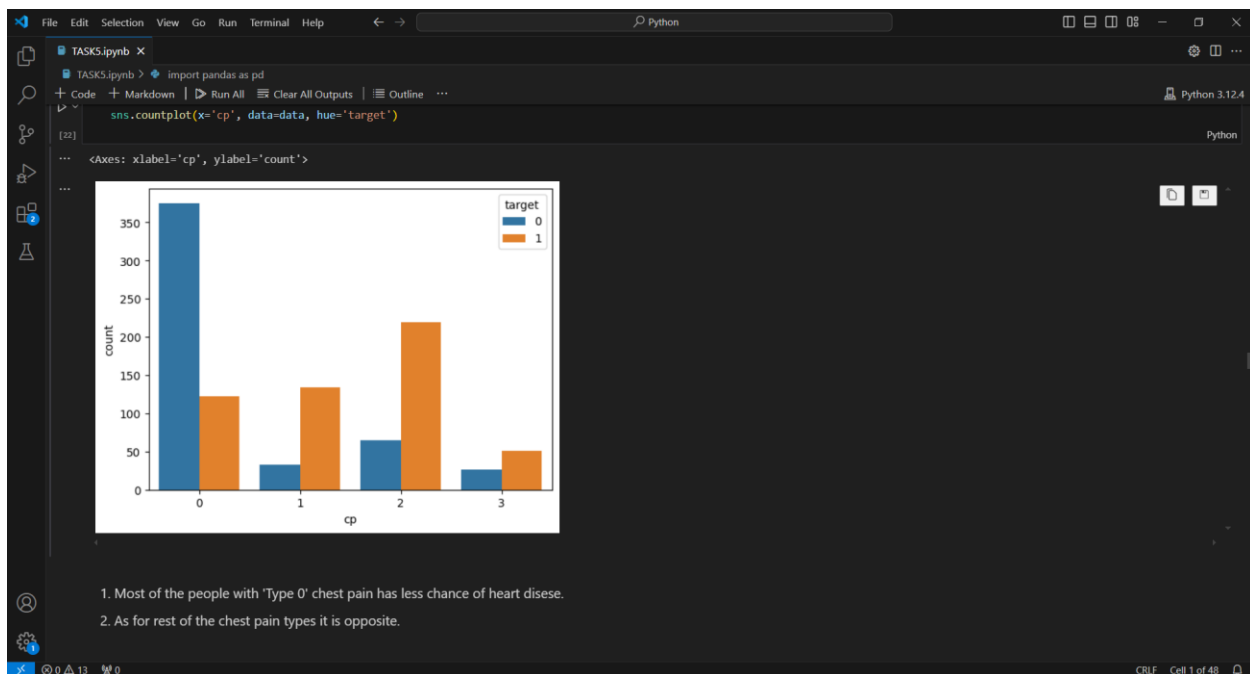 File Edit Selection View Go Run Terminal Help
Python
TASK5.ipynb
TASK5.ipynb > import pandas as pd
+ Code + Markdown | Run All Clear All Outputs | Outline ...
Python 3.12.4
sns.countplot(x='cp', data=data, hue='target')
[22]
Python
... <Axes: xlabel='cp', ylabel='count'>
...
target
0
1
350
300
250
200
150
100
50
0
count
0 1 2 3
cp
1. Most of the people with 'Type 0' chest pain has less chance of heart disese.
2. As for rest of the chest pain types it is opposite.
2
1
0 13 0
CRLF Cell 1 of 48